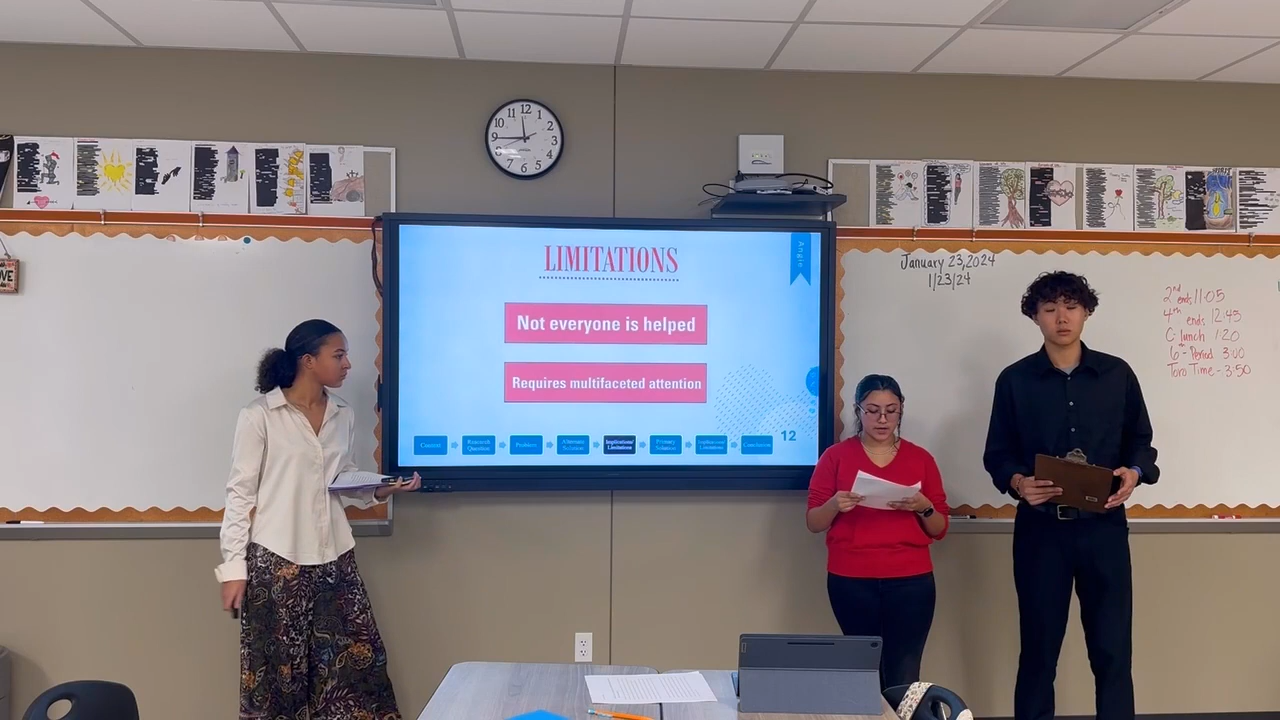 LIMITATIONS
Angie
Not everyone is helped
Requires multifaceted attention
Context
Research
Question
Problem
Alternate
Solution
Implications/
Limitations
Primary
Solution
Implications/
Limitations
Conclusion
12
January 23, 2024
1/23/24
2nd ends 11:05
4th ends 12:45
C lunch 1:20
6th - Period 3:00
Toro Time - 3:50